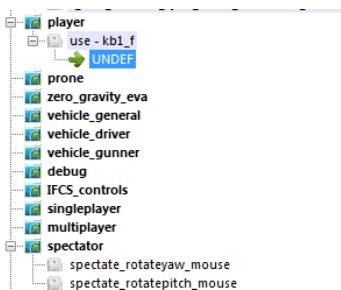 player
use - kb1_f
UNDEF
prone
zero_gravity_eva
vehicle_general
vehicle_driver
vehicle_gunner
debug
IFCS_controls
singleplayer
multiplayer
spectator
spectate_rotateyaw_mouse
spectate_rotatepitch_mouse